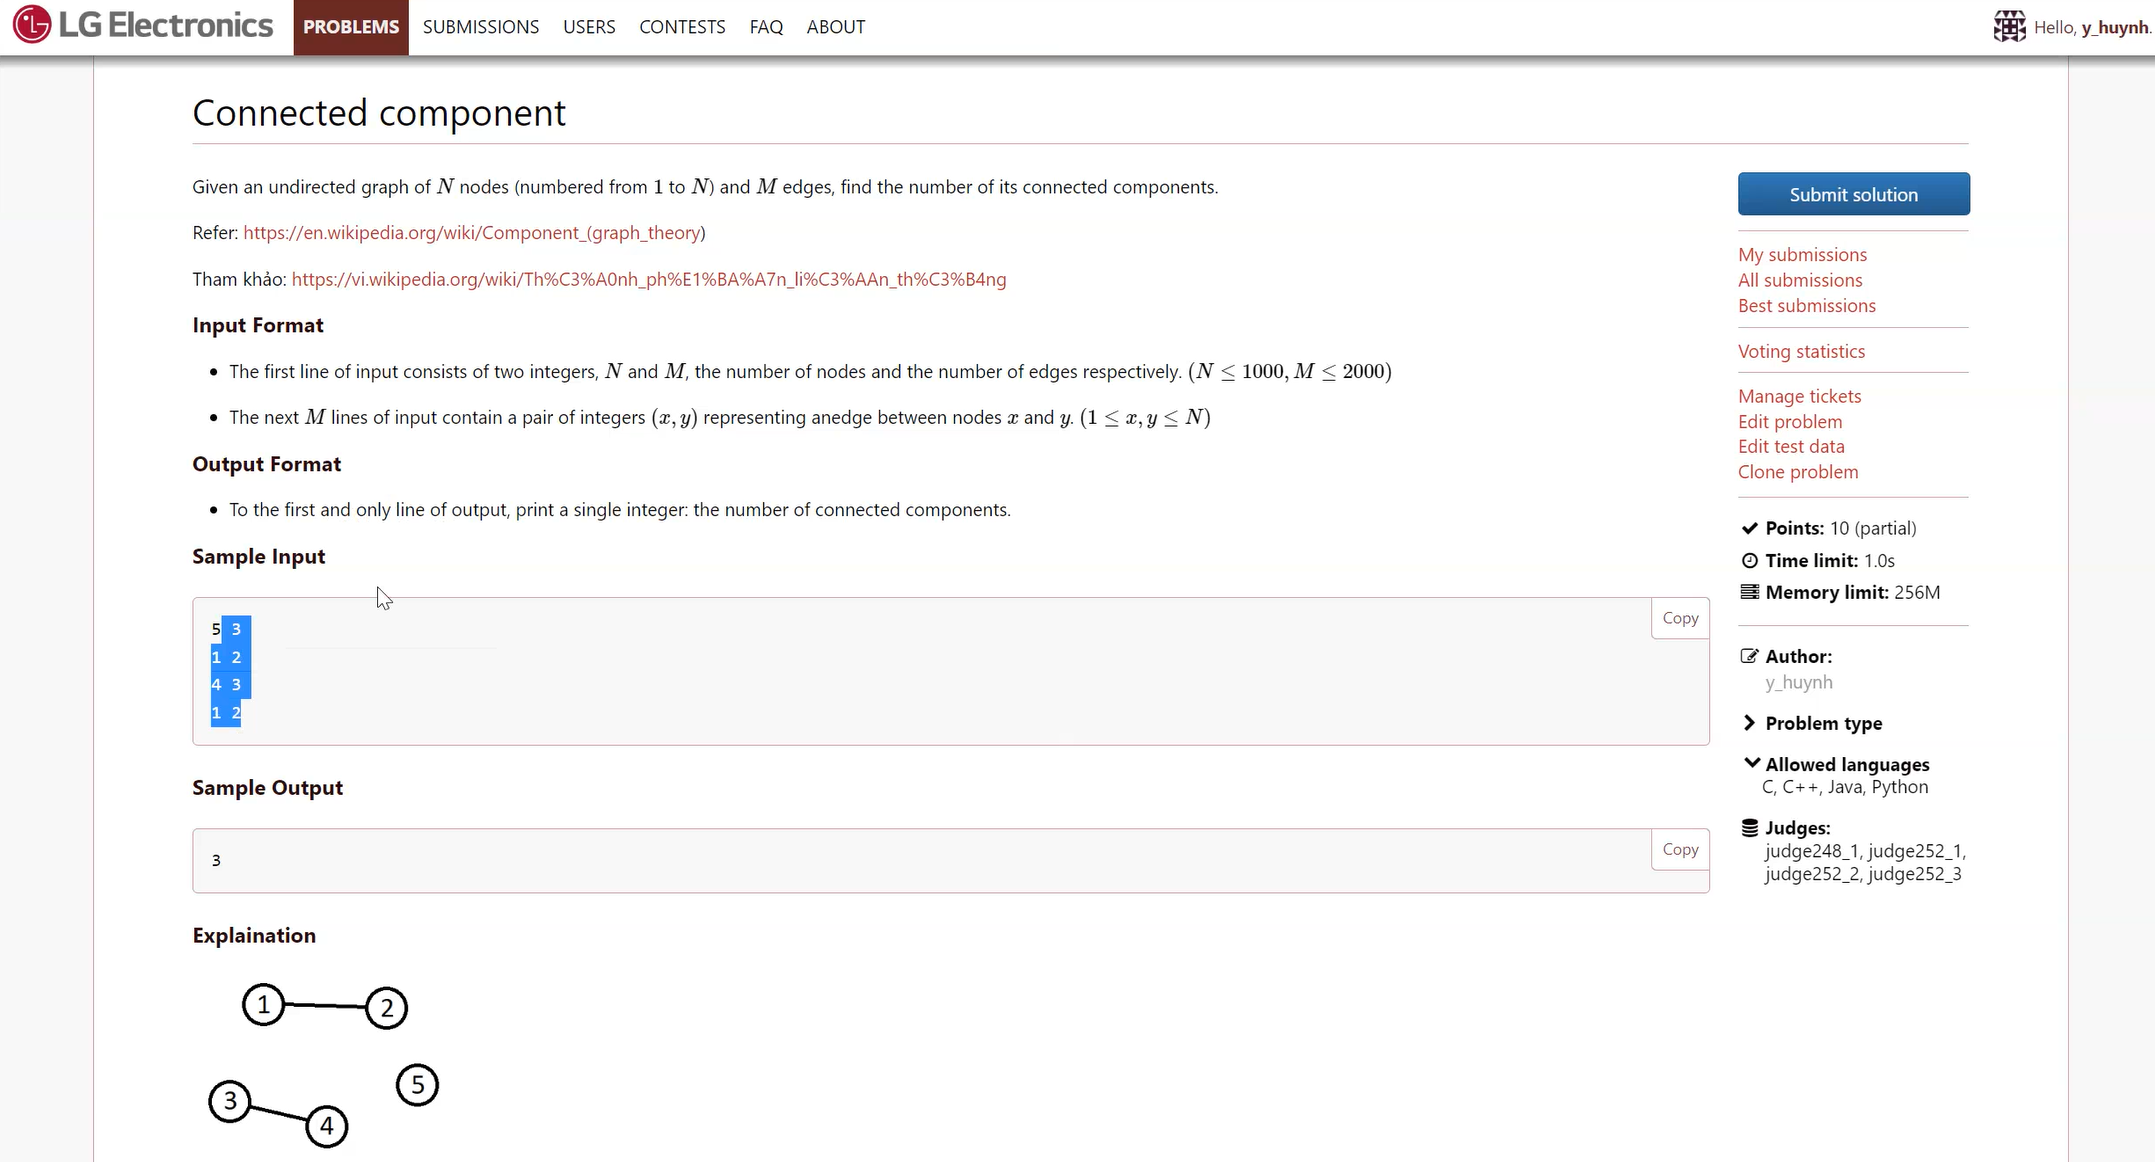 LG Electronics PROBLEMS SUBMISSIONS USERS CONTESTS FAQ ABOUT Hello, y_huynh.
Connected component
Given an undirected graph of N nodes (numbered from 1 to N) and M edges, find the number of its connected components.
Refer: https://en.wikipedia.org/wiki/Component_(graph_theory)
Tham khảo: https://vi.wikipedia.org/wiki/Th%C3%A0nh_ph%E1%BA%A7n_li%C3%AAn_th%C3%B4ng
Input Format
• The first line of input consists of two integers, N and M, the number of nodes and the number of edges respectively. (N ≤ 1000, M ≤ 2000)
• The next M lines of input contain a pair of integers (x, y) representing anedge between nodes x and y. (1 ≤ x, y ≤ N)
Output Format
• To the first and only line of output, print a single integer: the number of connected components.
Sample Input
Copy
5 3
1 2
4 3
1 2
Sample Output
Copy
3
Explaination
1 2
5
3
4
Submit solution
My submissions
All submissions
Best submissions
Voting statistics
Manage tickets
Edit problem
Edit test data
Clone problem
Points: 10 (partial)
Time limit: 1.0s
Memory limit: 256M
Author:
y_huynh
Problem type
Allowed languages
C, C++, Java, Python
Judges:
judge248_1, judge252_1,
judge252_2, judge252_3